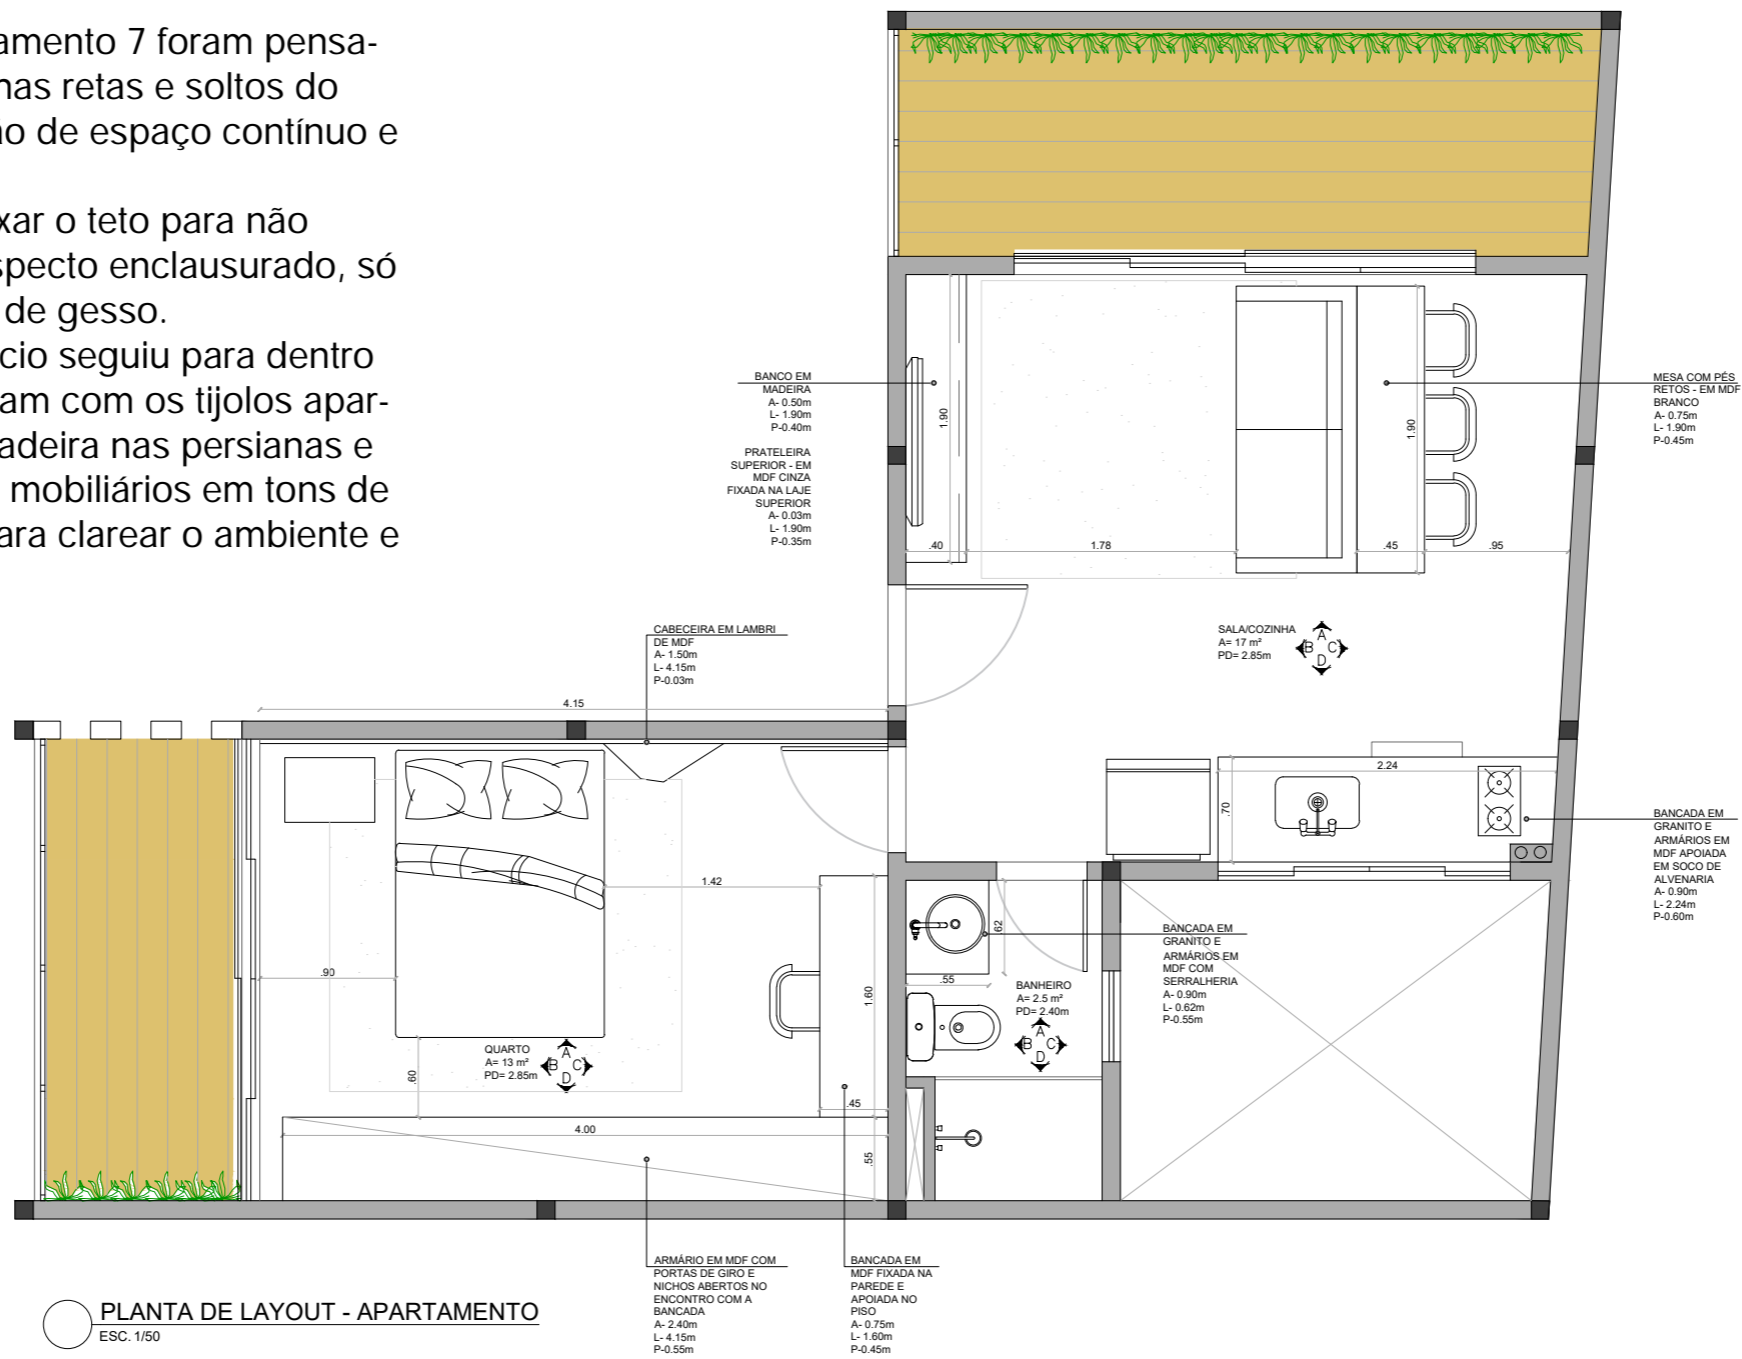 amento 7 foram pensa-
nas retas e soltos do
ão de espaço contínuo e
xar o teto para não
specto enclausurado, só
de gesso.
cio seguiu para dentro
am com os tijolos apar-
adeira nas persianas e
mobiliários em tons de
ara clarear o ambiente e
BANCO EM
MADEIRA
A- 0.50m
L- 1.90m
P-0.40m
PRATELEIRA
SUPERIOR - EM
MDF CINZA
FIXADA NA LAJE
SUPERIOR
A- 0.03m
L- 1.90m
P-0.35m
1.90
1.90
.40
1.78
.45
.95
MESA COM PÉS
RETOS - EM MDF
BRANCO
A- 0.75m
L- 1.90m
P-0.45m
CABECEIRA EM LAMBRI
DE MDF
A- 1.50m
L- 4.15m
P-0.03m
SALA/COZINHA
A= 17 m²
PD= 2.85m
A
B C
D
4.15
2.24
.70
BANCADA EM
GRANITO E
ARMÁRIOS EM
MDF APOIADA
EM SOCO DE
ALVENARIA
A- 0.90m
L- 2.24m
P-0.60m
1.42
.90
1.60
.60
.45
4.00
.55
QUARTO
A= 13 m²
PD= 2.85m
A
B C
D
.62
.55
BANHEIRO
A= 2.5 m²
PD= 2.40m
A
B C
D
BANCADA EM
GRANITO E
ARMÁRIOS EM
MDF COM
SERRALHERIA
A- 0.90m
L- 0.62m
P-0.55m
ARMÁRIO EM MDF COM
PORTAS DE GIRO E
NICHOS ABERTOS NO
ENCONTRO COM A
BANCADA
A- 2.40m
L- 4.15m
P-0.55m
BANCADA EM
MDF FIXADA NA
PAREDE E
APOIADA NO
PISO
A- 0.75m
L- 1.60m
P-0.45m
PLANTA DE LAYOUT - APARTAMENTO
ESC. 1/50